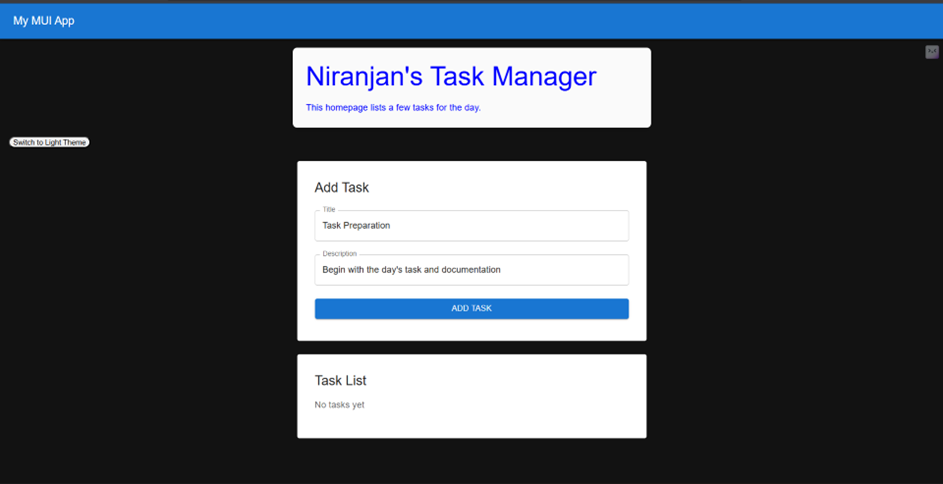 My MUI App
Niranjan's Task Manager
This homepage lists a few tasks for the day.
Switch to Light Theme
Add Task
Title
Task Preparation
Description
Begin with the day's task and documentation
ADD TASK
Task List
No tasks yet